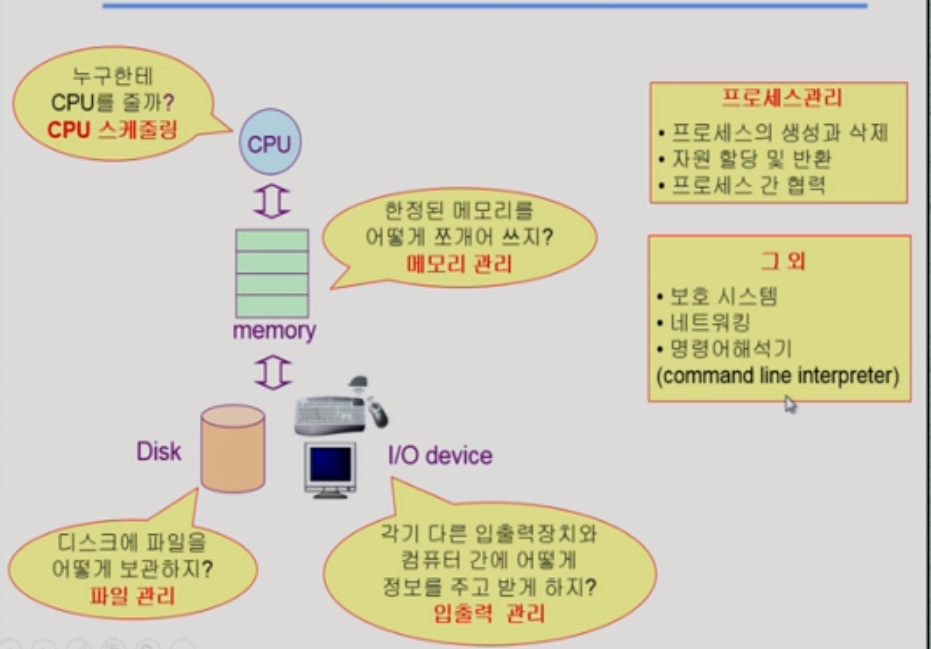 누구한테
CPU를 줄까?
CPU 스케줄링
CPU
한정된 메모리를
어떻게 쪼개어 쓰지?
메모리 관리
memory
Disk
I/O device
디스크에 파일을
어떻게 보관하지?
파일 관리
각기 다른 입출력장치와
컴퓨터 간에 어떻게
정보를 주고 받게 하지?
입출력 관리
프로세스관리
• 프로세스의 생성과 삭제
• 자원 할당 및 반환
• 프로세스 간 협력
그 외
• 보호 시스템
• 네트워킹
• 명령어해석기
(command line interpreter)